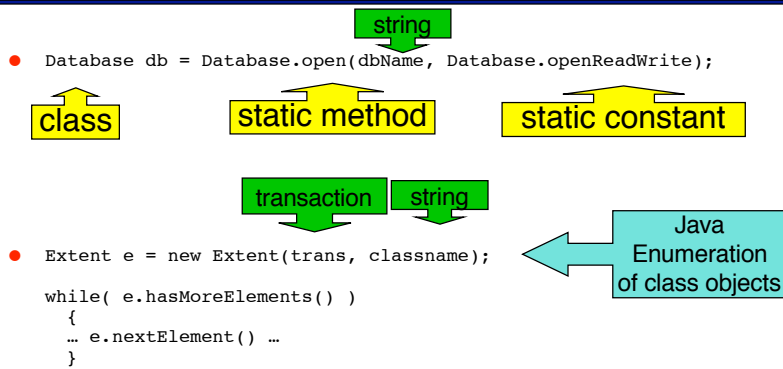 string
● Database db = Database.open(dbName, Database.openReadWrite);
class
static method
static constant
transaction
string
● Extent e = new Extent(trans, classname);
Java
Enumeration
of class objects
while( e.hasMoreElements() )
{
… e.nextElement() …
}